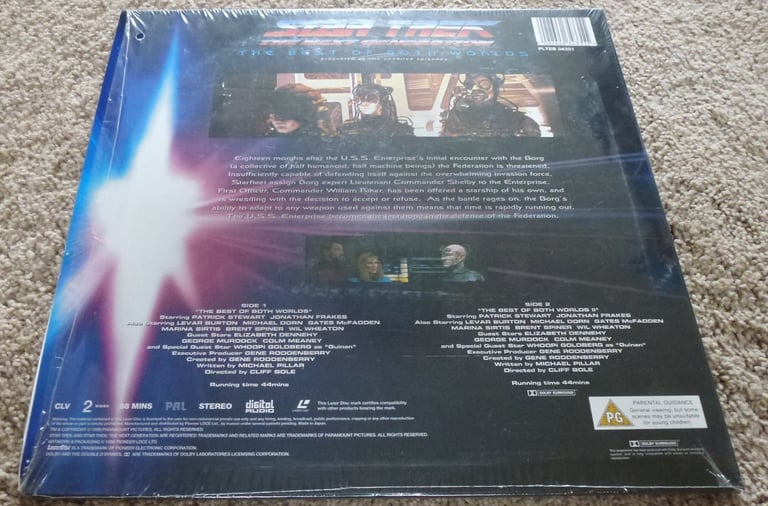 STAR TREK
THE NEXT GENERATION
THE BEST OF BOTH WORLDS
PLTEB 34321
Eighteen months after the U.S.S. Enterprise's initial encounter with the Borg
(a collective of half humanoid, half machine beings) the Federation is threatened.
Insufficiently capable of defending itself against the overwhelming invasion force,
Starfleet assign Borg expert Lieutenant Commander Shelby to the Enterprise.
First Officer, Commander William Riker, has been offered a starship of his own, and
is wrestling with the decision to accept or refuse. As the battle rages on, the Borg's
ability to adapt to any weapon used against them means that time is rapidly running out.
The U.S.S. Enterprise becomes the last hope in the defence of the Federation.
SIDE 1
"THE BEST OF BOTH WORLDS"
Starring PATRICK STEWART JONATHAN FRAKES
Also Starring LEVAR BURTON MICHAEL DORN GATES McFADDEN
MARINA SIRTIS BRENT SPINER WIL WHEATON
Guest Stars ELIZABETH DENNEHY
GEORGE MURDOCK COLM MEANEY
and Special Guest Star WHOOPI GOLDBERG as "Guinan"
Executive Producer GENE RODDENBERRY
Created by GENE RODDENBERRY
Written by MICHAEL PILLAR
Directed by CLIFF BOLE
Running time 44mins
SIDE 2
"THE BEST OF BOTH WORLDS II"
Starring PATRICK STEWART JONATHAN FRAKES
Also Starring LEVAR BURTON MICHAEL DORN GATES McFADDEN
MARINA SIRTIS BRENT SPINER WIL WHEATON
Guest Stars ELIZABETH DENNEHY
GEORGE MURDOCK COLM MEANEY
and Special Guest Star WHOOPI GOLDBERG as "Guinan"
Executive Producer GENE RODDENBERRY
Created by GENE RODDENBERRY
Written by MICHAEL PILLAR
Directed by CLIFF BOLE
Running time 44mins
DOLBY SURROUND
CLV 2 SIDES 88 MINS PAL STEREO digital AUDIO
This Laser Disc mark certifies compatibility
with other products bearing the mark.
PG
PARENTAL GUIDANCE
General viewing, but some
scenes may be unsuitable
for young children
DOLBY SURROUND
STAR TREK AND STAR TREK: THE NEXT GENERATION ARE REGISTERED TRADEMARKS AND RELATED MARKS ARE TRADEMARKS OF PARAMOUNT PICTURES. ALL RIGHTS RESERVED.
LaserDisc IS A TRADEMARK OF PIONEER ELECTRONIC CORPORATION.
DOLBY AND THE DOUBLE D SYMBOL ARE TRADEMARKS OF DOLBY LABORATORIES LICENSING CORPORATION.